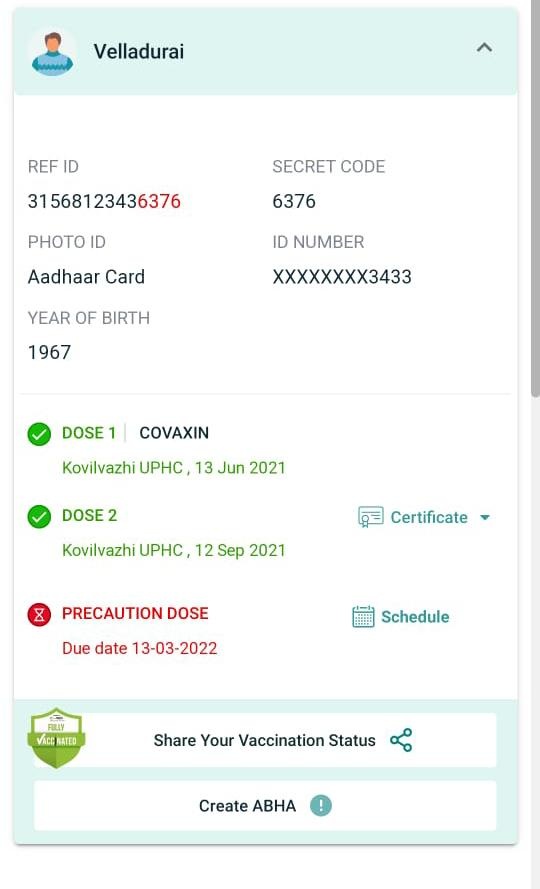 Velladurai
REF ID SECRET CODE
31568123436376 6376
PHOTO ID ID NUMBER
Aadhaar Card XXXXXXXX3433
YEAR OF BIRTH
1967
DOSE 1 COVAXIN
Kovilvazhi UPHC , 13 Jun 2021
DOSE 2 Certificate
Kovilvazhi UPHC , 12 Sep 2021
PRECAUTION DOSE Schedule
Due date 13-03-2022
FULLY
VACCINATED
Share Your Vaccination Status
Create ABHA !